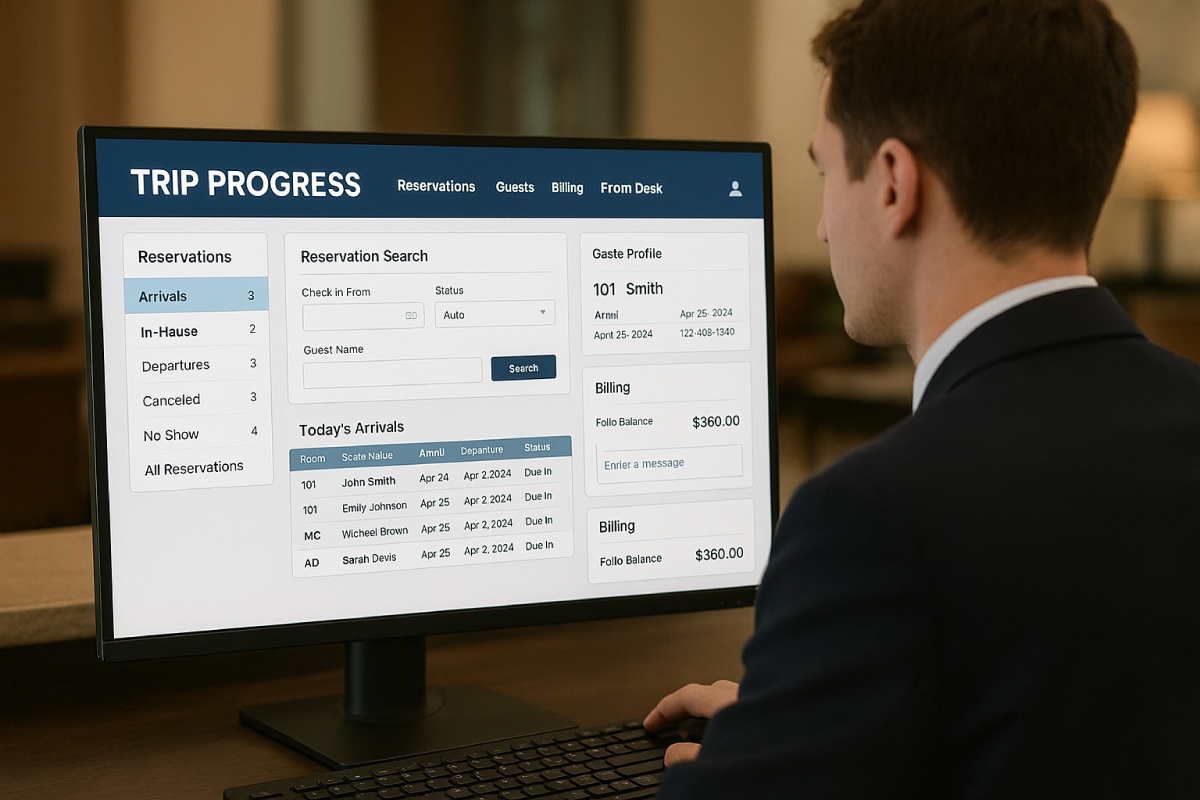 TRIP PROGRESS
Reservations Guests Billing From Desk
Reservations
Arrivals 3
In-Hause 2
Departures 3
Canceled 3
No Show 4
All Reservations
Reservation Search
Check in From Status
Auto
Guest Name
Search
Today's Arrivals
Room Scate Nalue AmnU Depanture Status
101 John Smith Apr 24 Apr 2.2024 Due In
101 Emily Johnson Apr 25 Apr 2 2024 Due In
MC Wicheel Brown Apr 25 Apr 2, 2024 Due In
AD Sarah Devis Apr 25 Apr 2, 2024 Due In
Gaste Profile
101 Smith
Arnni Apr 25- 2024
Apnt 25- 2024 122-408-1340
Billing
Follo Balance $360.00
Enrier a message
Billing
Follo Balance $360.00